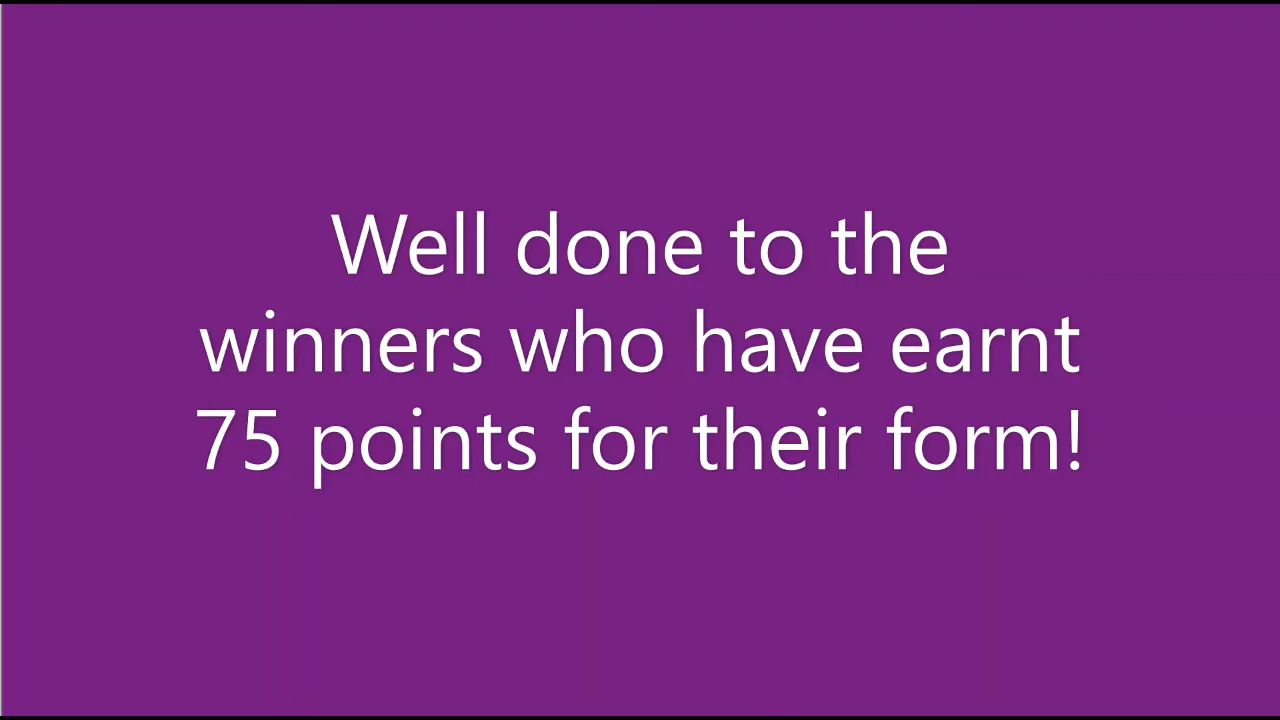 Well done to the
winners who have earnt
75 points for their form!